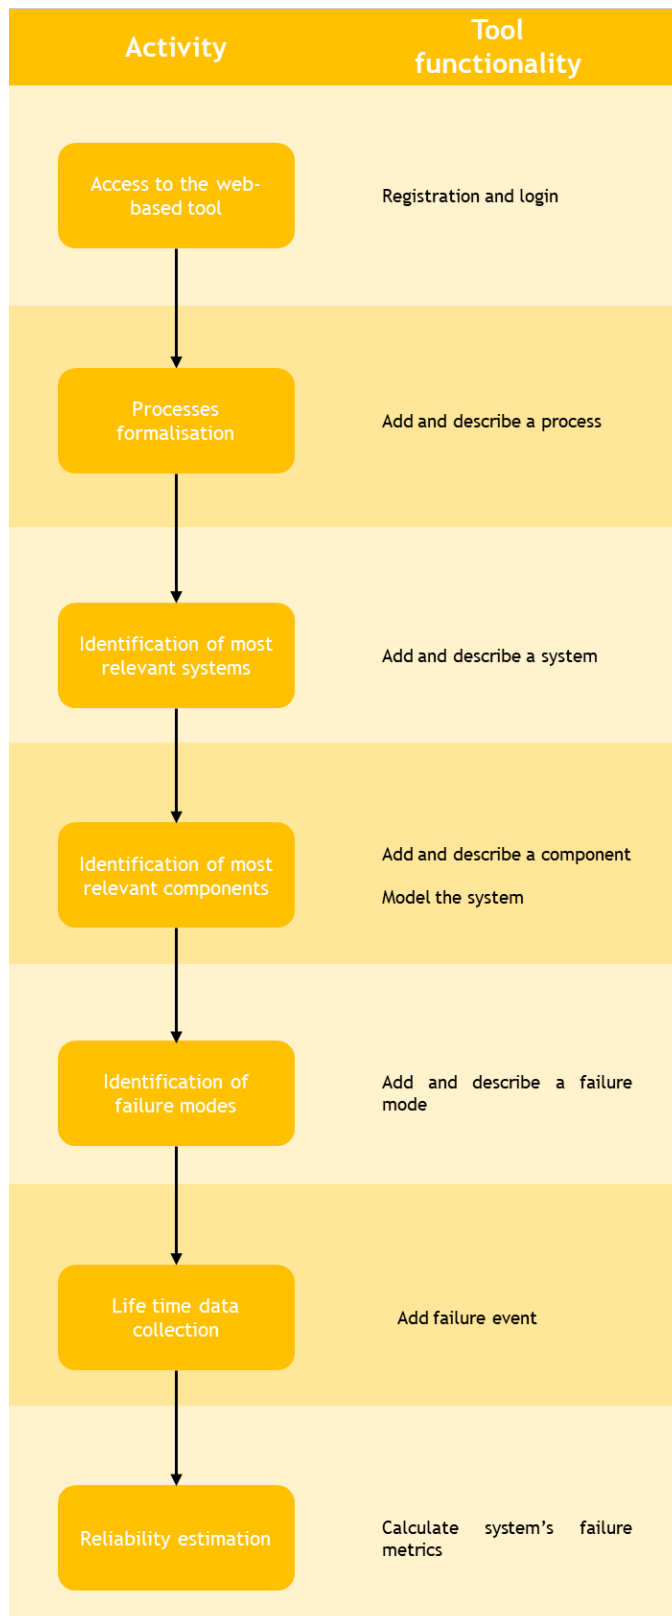 Activity
Tool
functionality
Access to the web-
based tool
Registration and login
Processes
formalisation
Add and describe a process
Identification of most
relevant systems
Add and describe a system
Identification of most
relevant components
Add and describe a component
Model the system
Identification of
failure modes
Add and describe a failure
mode
Life time data
collection
Add failure event
Reliability estimation
Calculate system’s failure
metrics